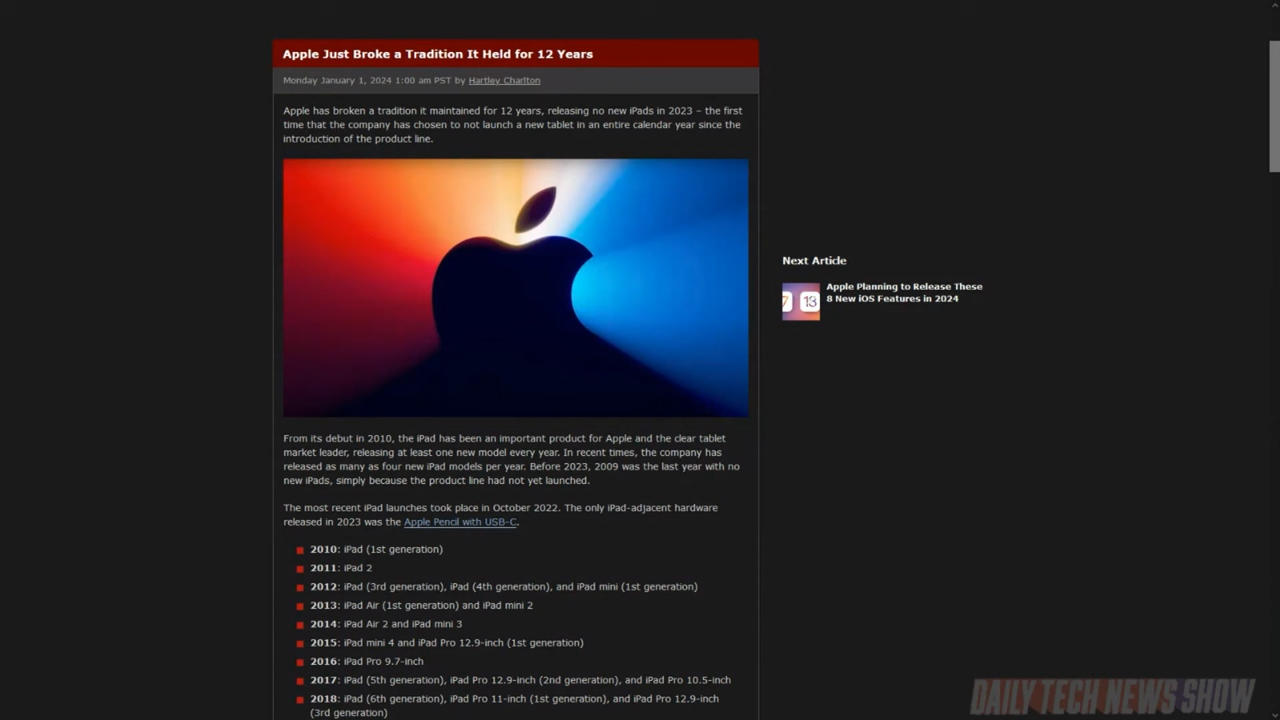 Apple Just Broke a Tradition It Held for 12 Years
Monday January 1, 2024 1:00 am PST by Hartley Charlton
Apple has broken a tradition it maintained for 12 years, releasing no new iPads in 2023 – the first
time that the company has chosen to not launch a new tablet in an entire calendar year since the
introduction of the product line.
Next Article
Apple Planning to Release These
8 New iOS Features in 2024
7 13
From its debut in 2010, the iPad has been an important product for Apple and the clear tablet
market leader, releasing at least one new model every year. In recent times, the company has
released as many as four new iPad models per year. Before 2023, 2009 was the last year with no
new iPads, simply because the product line had not yet launched.
The most recent iPad launches took place in October 2022. The only iPad-adjacent hardware
released in 2023 was the Apple Pencil with USB-C.
2010: iPad (1st generation)
2011: iPad 2
2012: iPad (3rd generation), iPad (4th generation), and iPad mini (1st generation)
2013: iPad Air (1st generation) and iPad mini 2
2014: iPad Air 2 and iPad mini 3
2015: iPad mini 4 and iPad Pro 12.9-inch (1st generation)
2016: iPad Pro 9.7-inch
2017: iPad (5th generation), iPad Pro 12.9-inch (2nd generation), and iPad Pro 10.5-inch
2018: iPad (6th generation), iPad Pro 11-inch (1st generation), and iPad Pro 12.9-inch
(3rd generation)
DAILY TECH NEWS SHOW